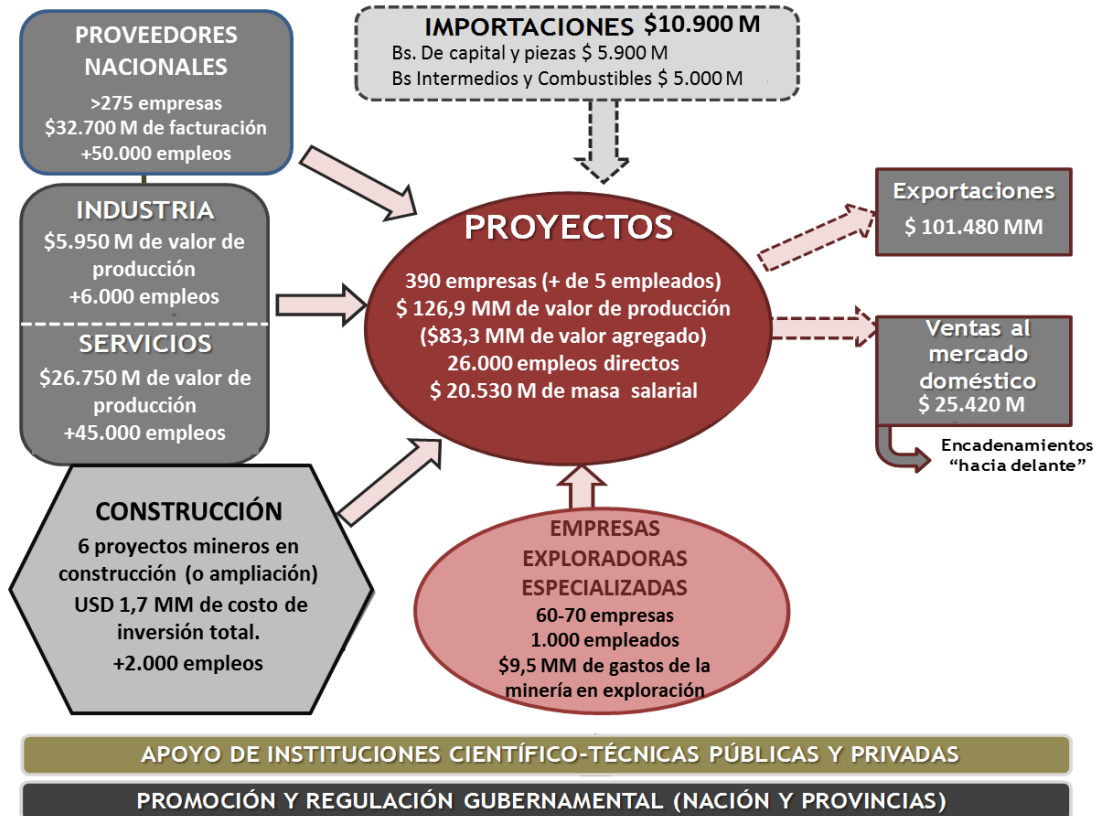 PROVEEDORES
NACIONALES
>275 empresas
$32.700 M de facturación
+50.000 empleos
IMPORTACIONES $10.900 M
Bs. De capital y piezas $ 5.900 M
Bs Intermedios y Combustibles $ 5.000 M
INDUSTRIA
$5.950 M de valor de
producción
+6.000 empleos
SERVICIOS
$26.750 M de valor de
producción
+45.000 empleos
PROYECTOS
390 empresas (+ de 5 empleados)
$ 126,9 MM de valor de producción
($83,3 MM de valor agregado)
26.000 empleos directos
$ 20.530 M de masa salarial
Exportaciones
$ 101.480 MM
Ventas al
mercado
doméstico
$ 25.420 M
Encadenamientos
“hacia delante”
CONSTRUCCIÓN
6 proyectos mineros en
construcción (o ampliación)
USD 1,7 MM de costo de
inversión total.
+2.000 empleos
EMPRESAS
EXPLORADORAS
ESPECIALIZADAS
60-70 empresas
1.000 empleados
$9,5 MM de gastos de la
minería en exploración
APOYO DE INSTITUCIONES CIENTÍFICO-TÉCNICAS PÚBLICAS Y PRIVADAS
PROMOCIÓN Y REGULACIÓN GUBERNAMENTAL (NACIÓN Y PROVINCIAS)